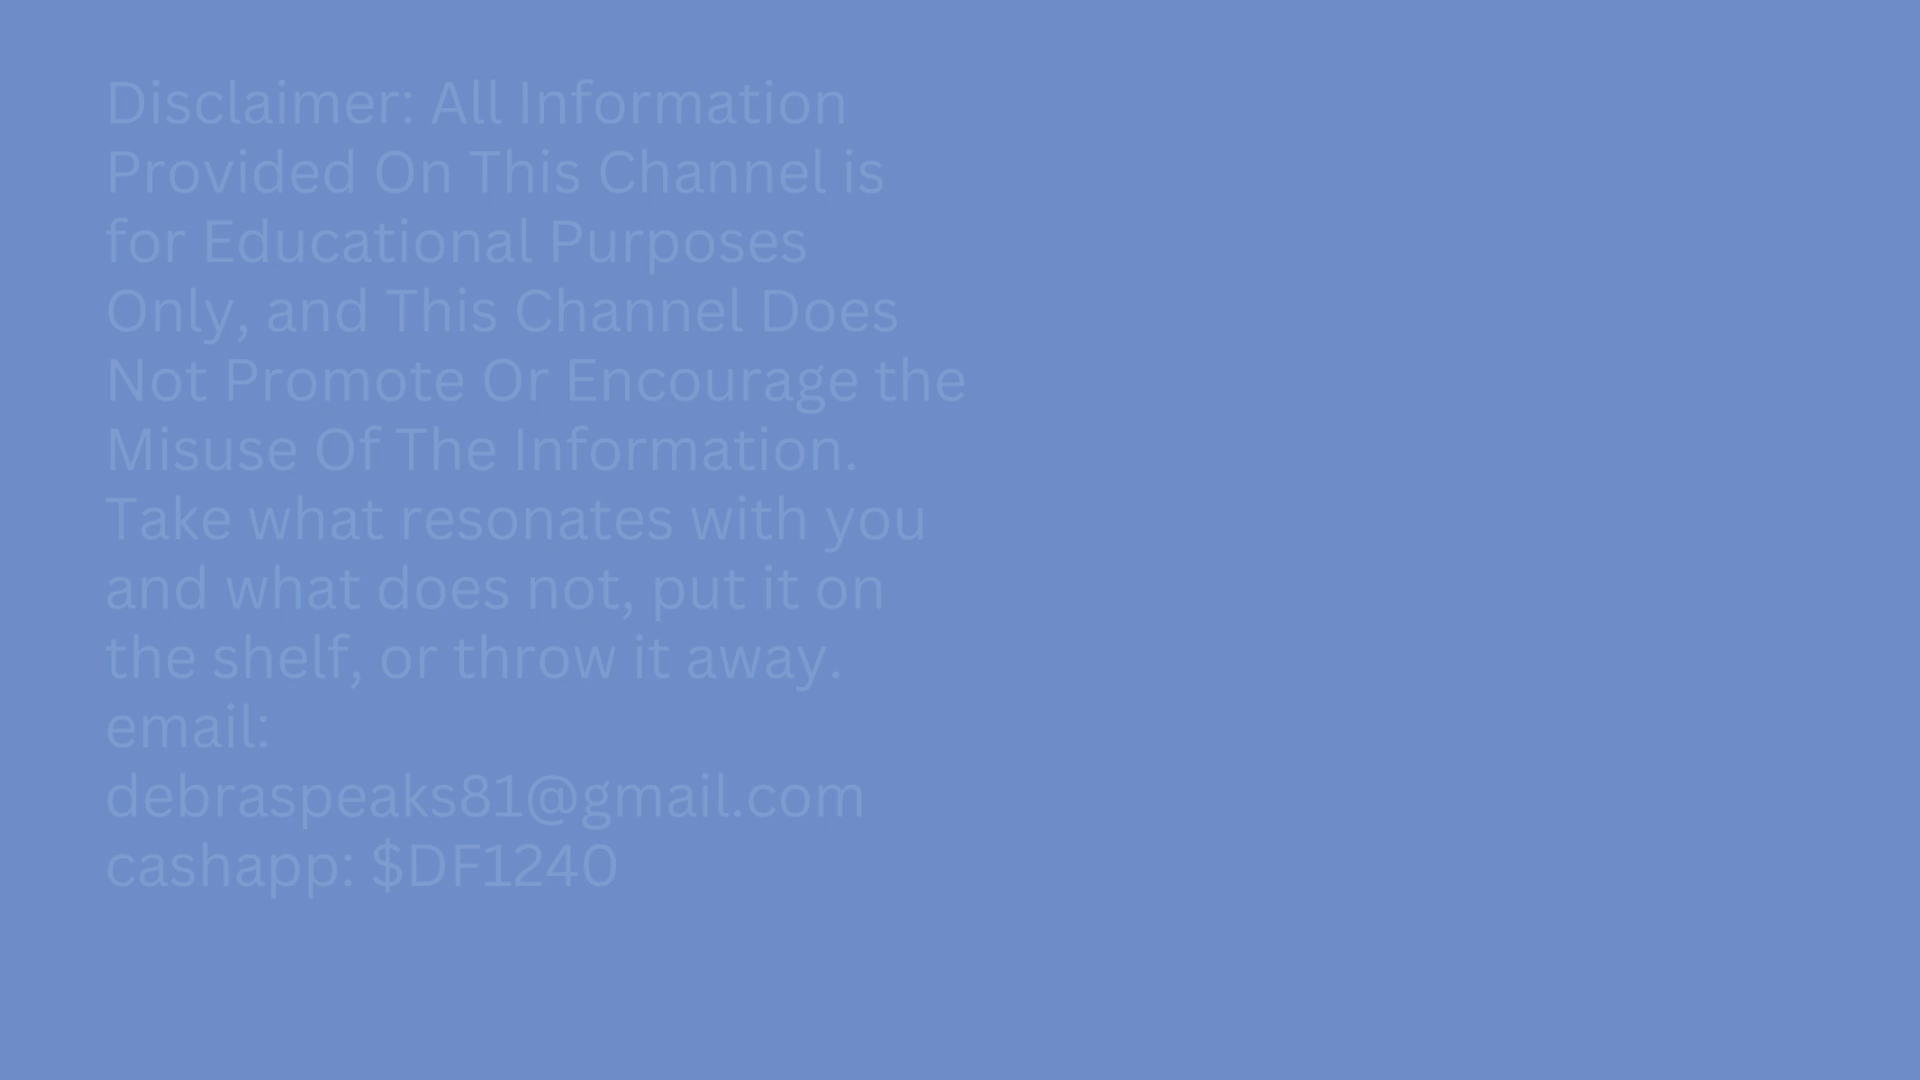 Disclaimer: All Information
Provided On This Channel is
for Educational Purposes
Only, and This Channel Does
Not Promote Or Encourage the
Misuse Of The Information.
Take what resonates with you
and what does not, put it on
the shelf, or throw it away.
email:
debraspeaks81@gmail.com
cashapp: $DF1240